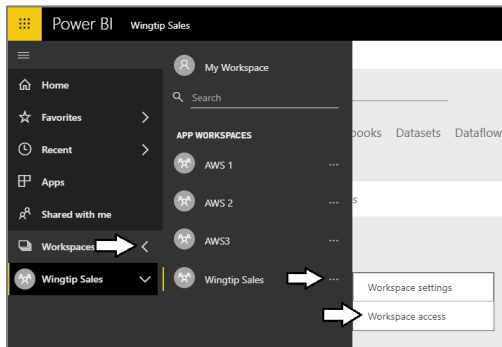 Power BI Wingtip Sales
Home
Favorites
Recent
Apps
Shared with me
Workspaces
Wingtip Sales
My Workspace
Search
APP WORKSPACES
AWS 1
AWS 2
AWS3
Wingtip Sales
ooks Datasets Dataflow
s
Workspace settings
Workspace access